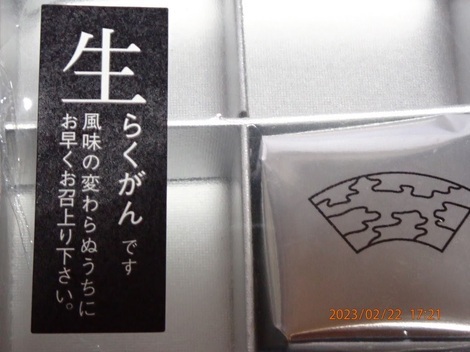 生らくがんです
風味の変わらぬうちに
お早くお召上り下さい。
2023/02/22 17:21